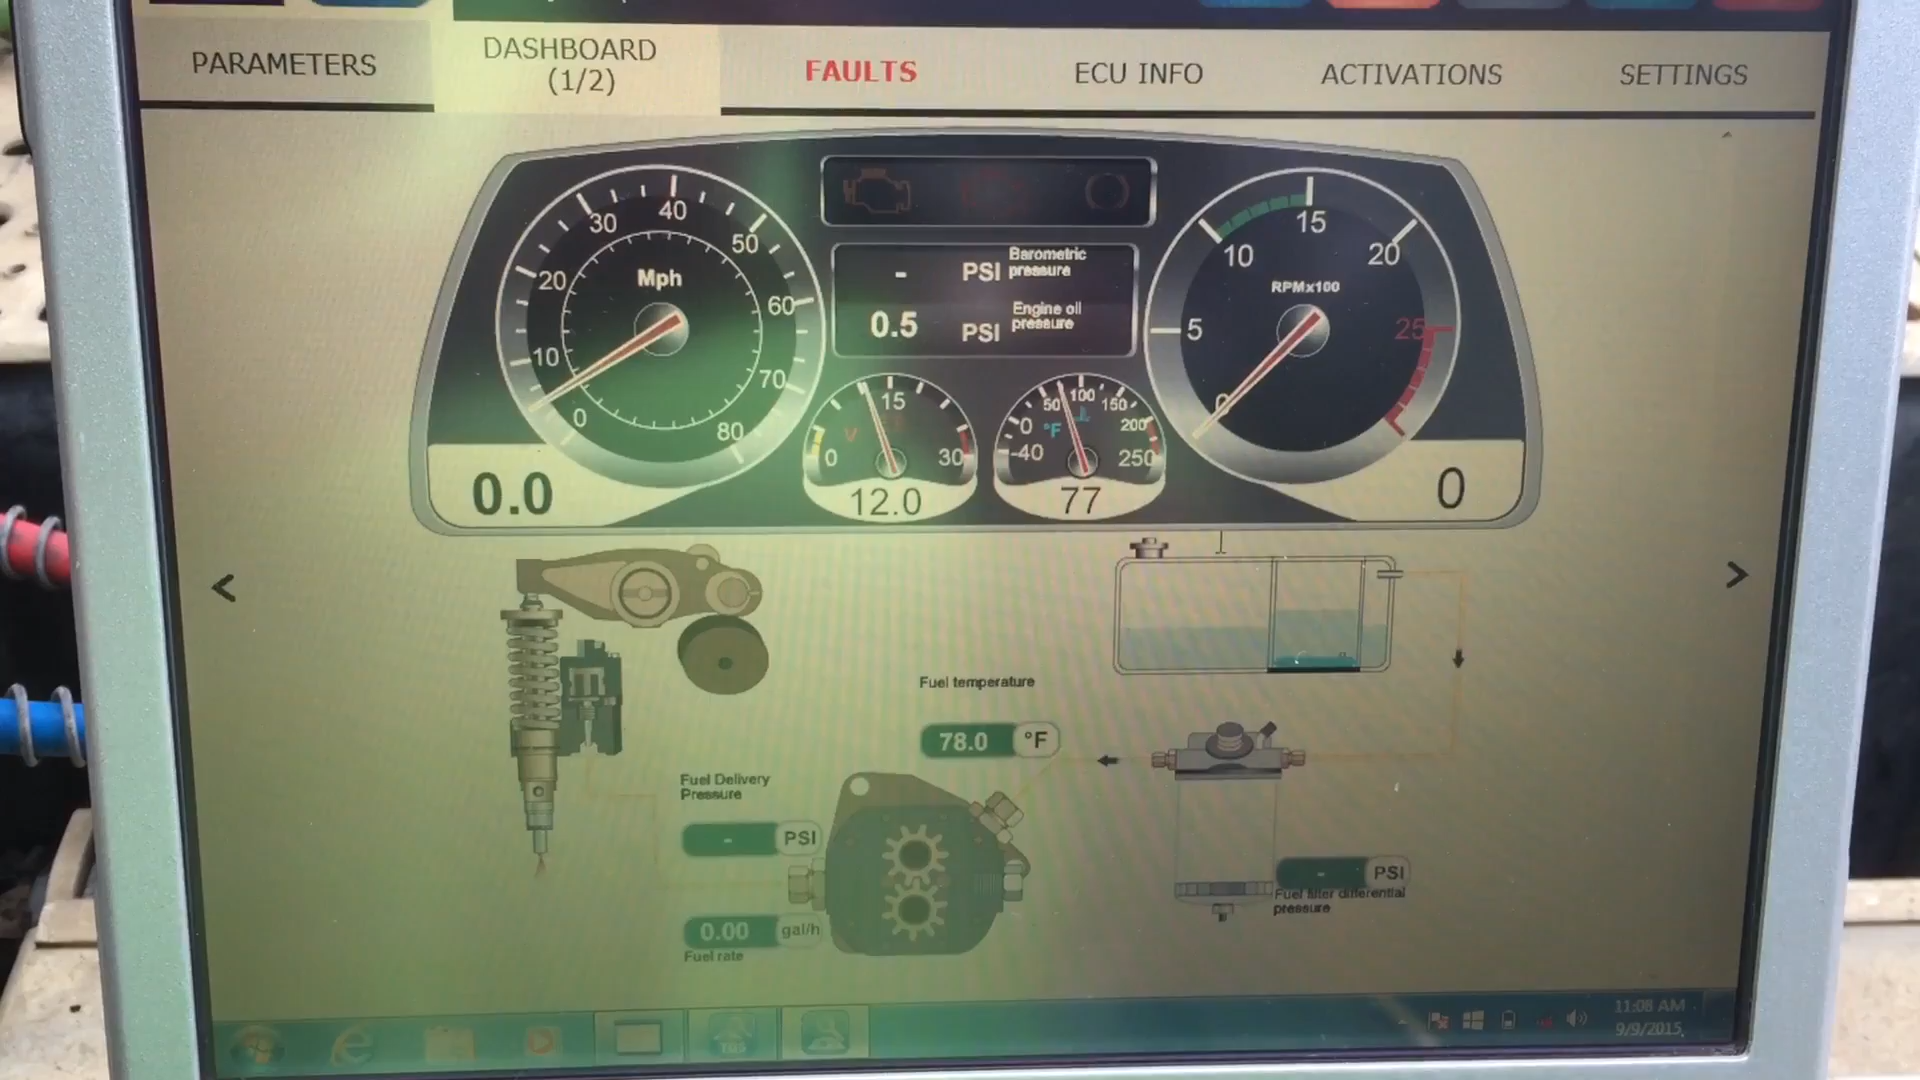 PARAMETERS
DASHBOARD
(1/2)
FAULTS
ECU INFO
ACTIVATIONS
SETTINGS
0
10
20
30
40
50
60
70
80
Mph
0.0
- PSI Barometric
pressure
0.5 PSI Engine oil
pressure
0
15
30
V
12.0
-40
0
50
100
150
200
250
°F
77
0
5
10
15
20
25
RPMx100
0
<
>
Fuel temperature
78.0 °F
Fuel Delivery
Pressure
- PSI
0.00 gal/h
Fuel rate
- PSI
Fuel filter differential
pressure
TGS
11:08 AM
9/9/2015